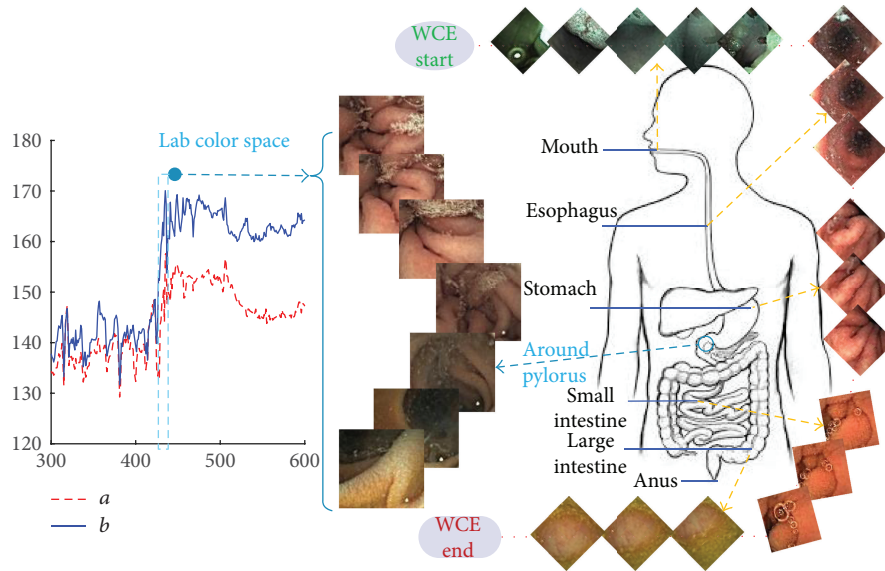 WCE
start
Lab color space
180
170
160
150
140
130
120
300
400
500
600
a
b
Mouth
Esophagus
Stomach
Around
pylorus
Small
intestine
Large
intestine
Anus
WCE
end